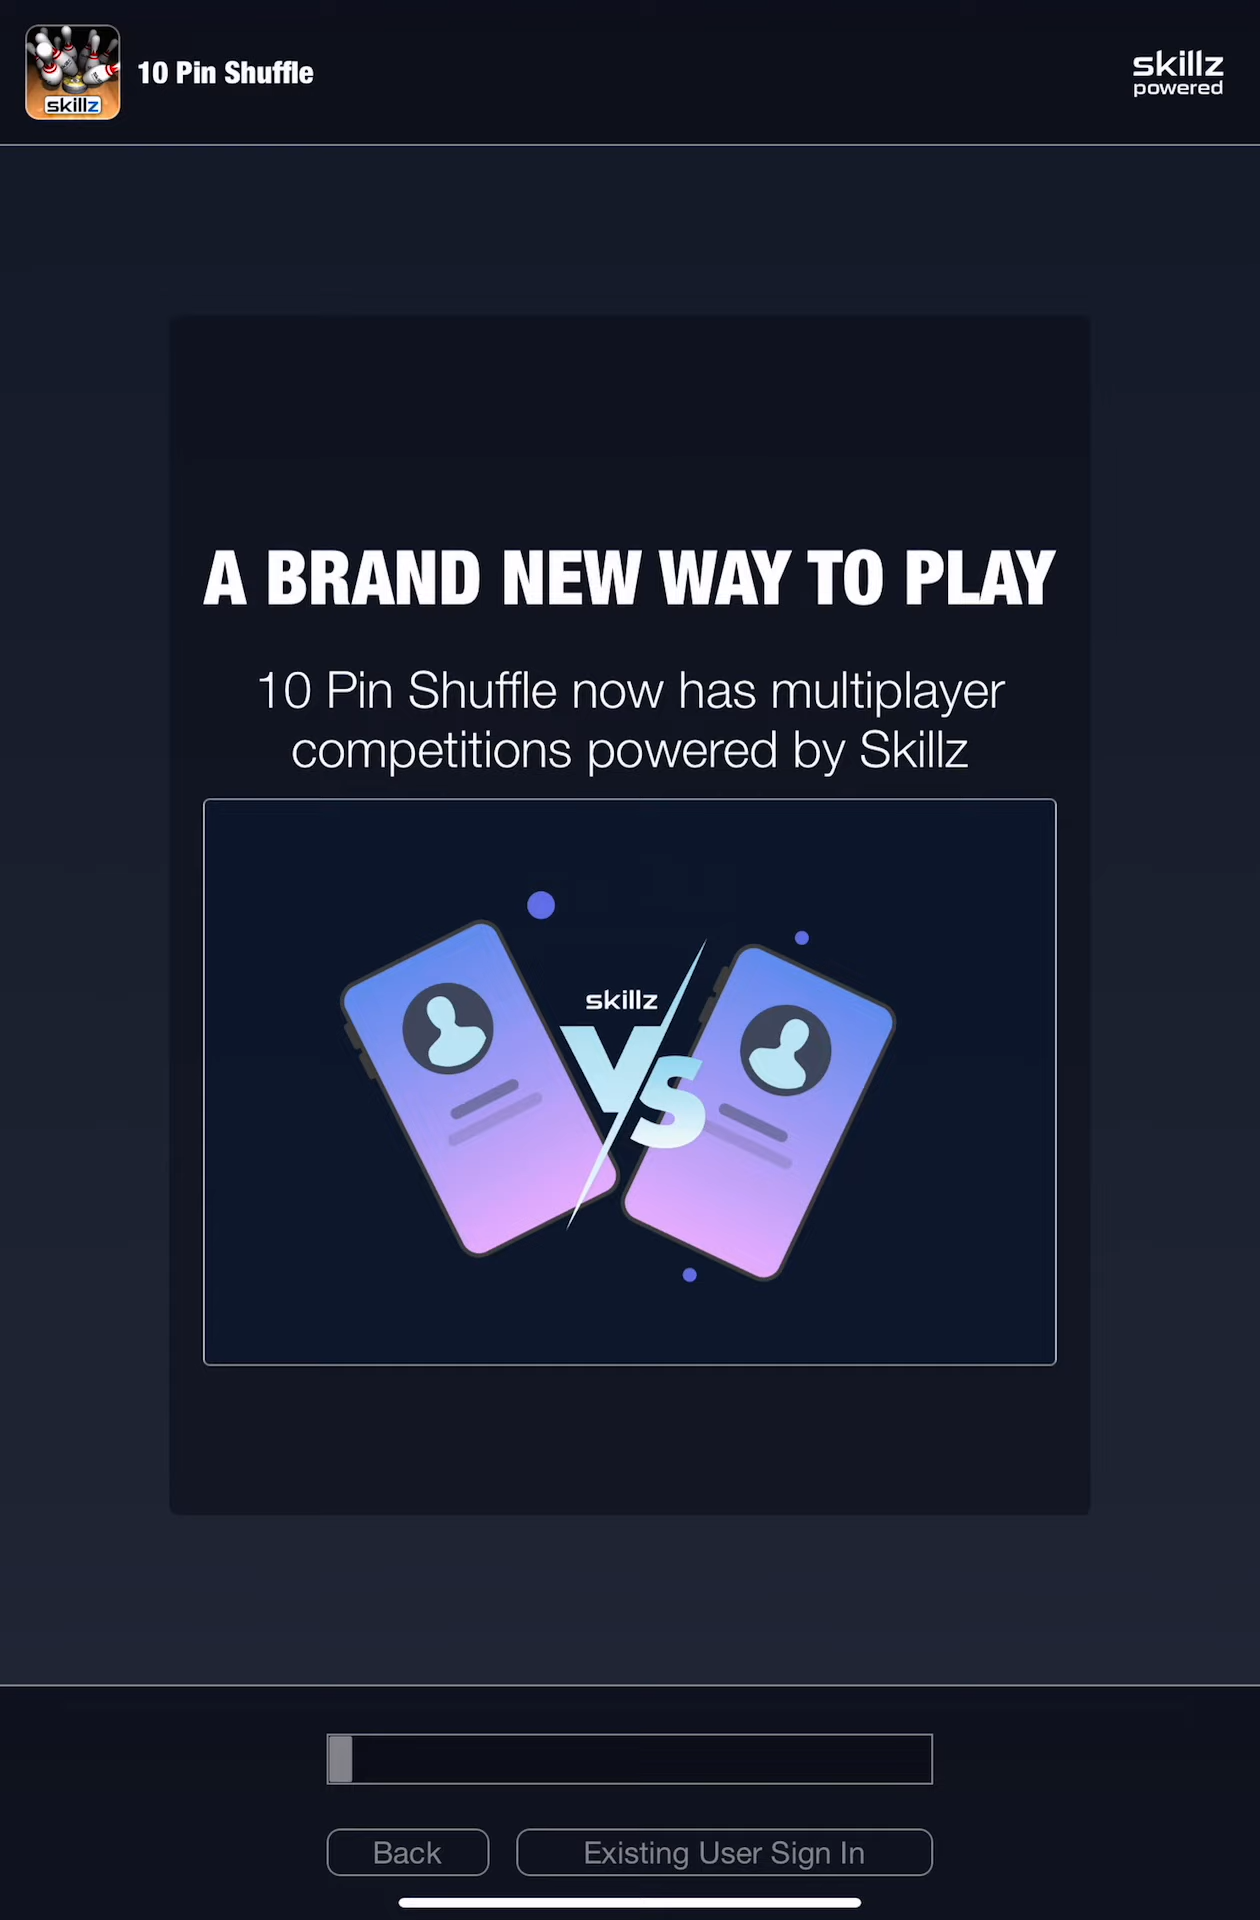 skillz
10 Pin Shuffle
skillz
powered
A BRAND NEW WAY TO PLAY
10 Pin Shuffle now has multiplayer
competitions powered by Skillz
skillz
VS
Back
Existing User Sign In